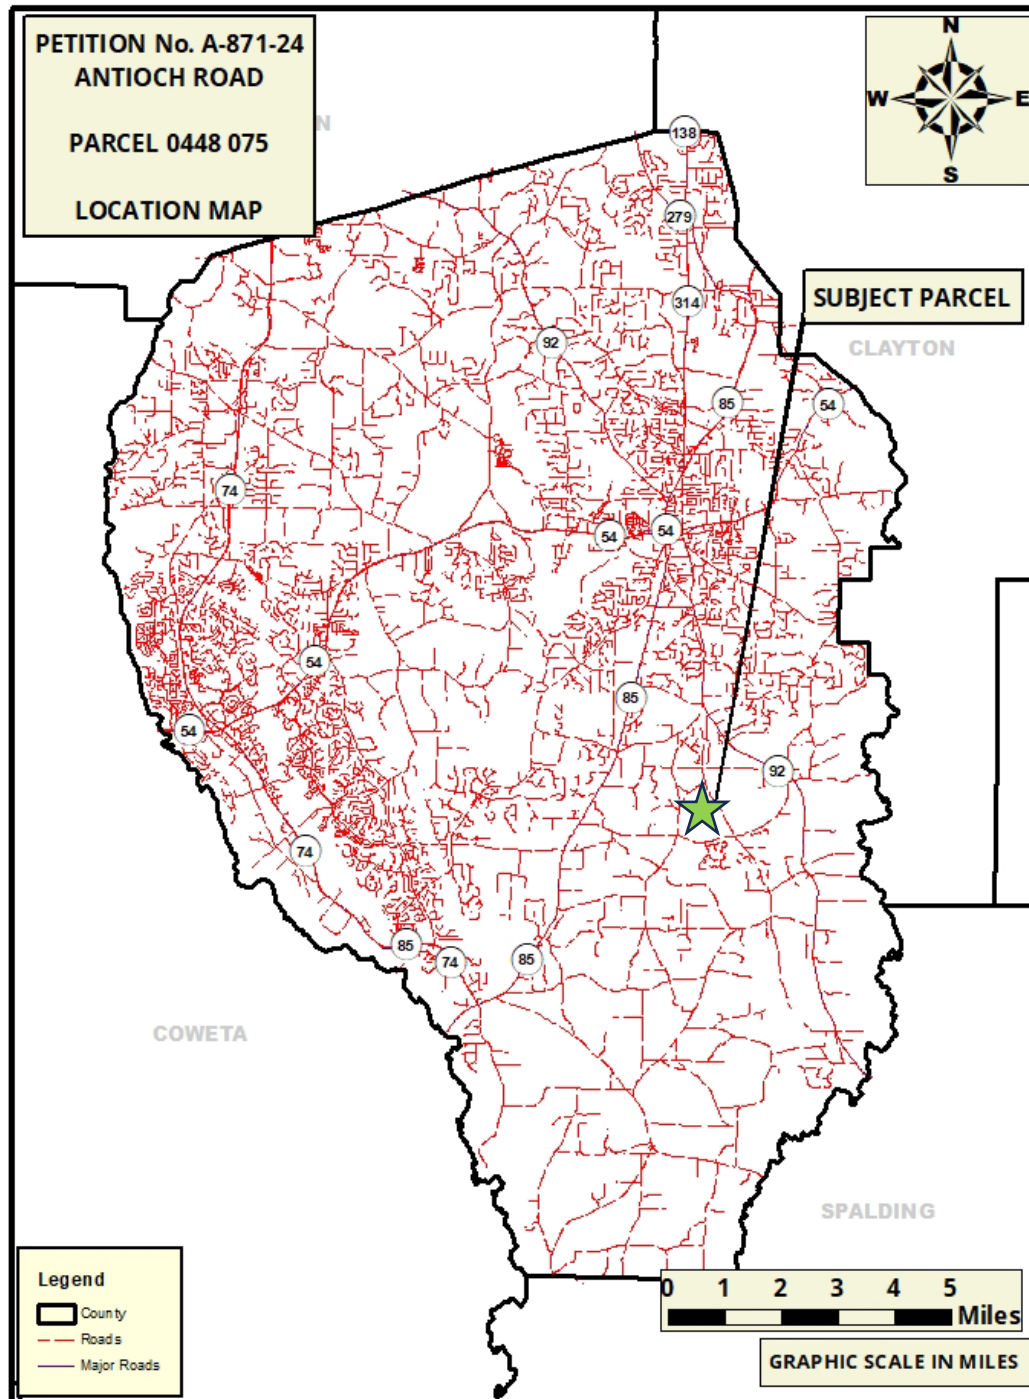 PETITION No. A-871-24
ANTIOCH ROAD
PARCEL 0448 075
LOCATION MAP
N
N
W
E
S
138
279
314
SUBJECT PARCEL
92
CLAYTON
85
54
74
54
54
54
85
54
92
74
85
74
85
COWETA
SPALDING
Legend
County
Roads
Major Roads
0 1 2 3 4 5
Miles
GRAPHIC SCALE IN MILES